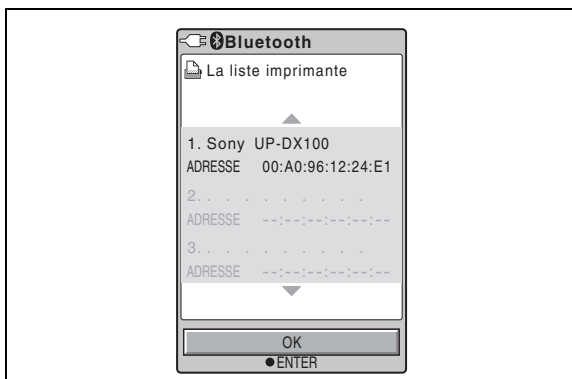 Bluetooth
La liste imprimante
1. Sony UP-DX100
ADRESSE 00:A0:96:12:24:E1
2. . . . . . . . . .
ADRESSE --:--:--:--:--:--
3. . . . . . . . . .
ADRESSE --:--:--:--:--:--
OK
●ENTER